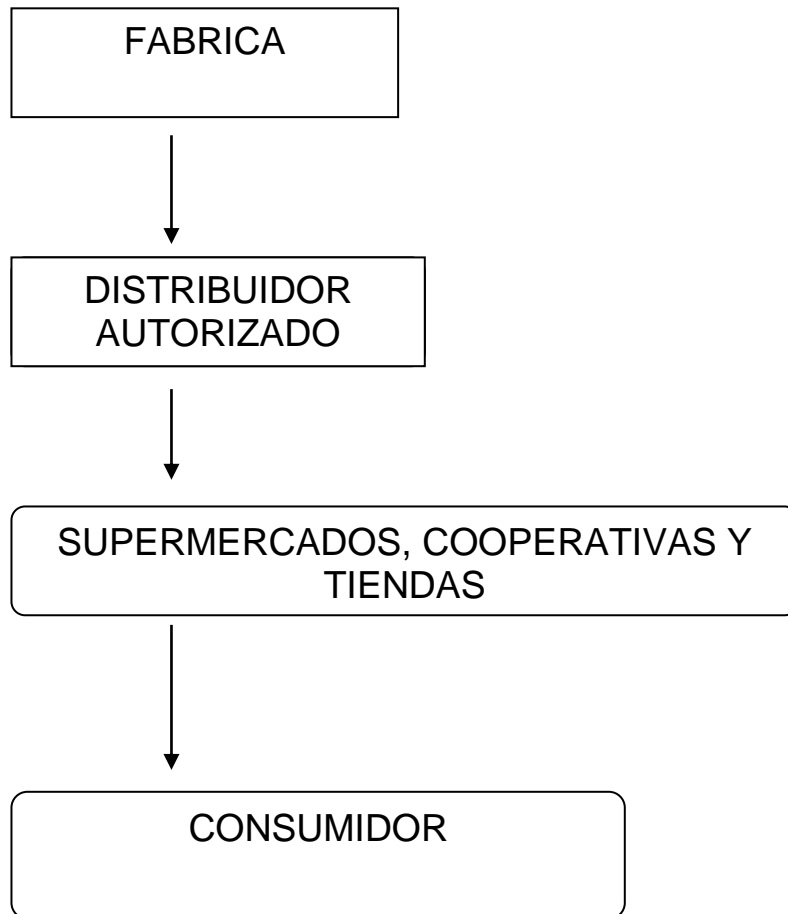 FABRICA
DISTRIBUIDOR
AUTORIZADO
SUPERMERCADOS, COOPERATIVAS Y
TIENDAS
CONSUMIDOR